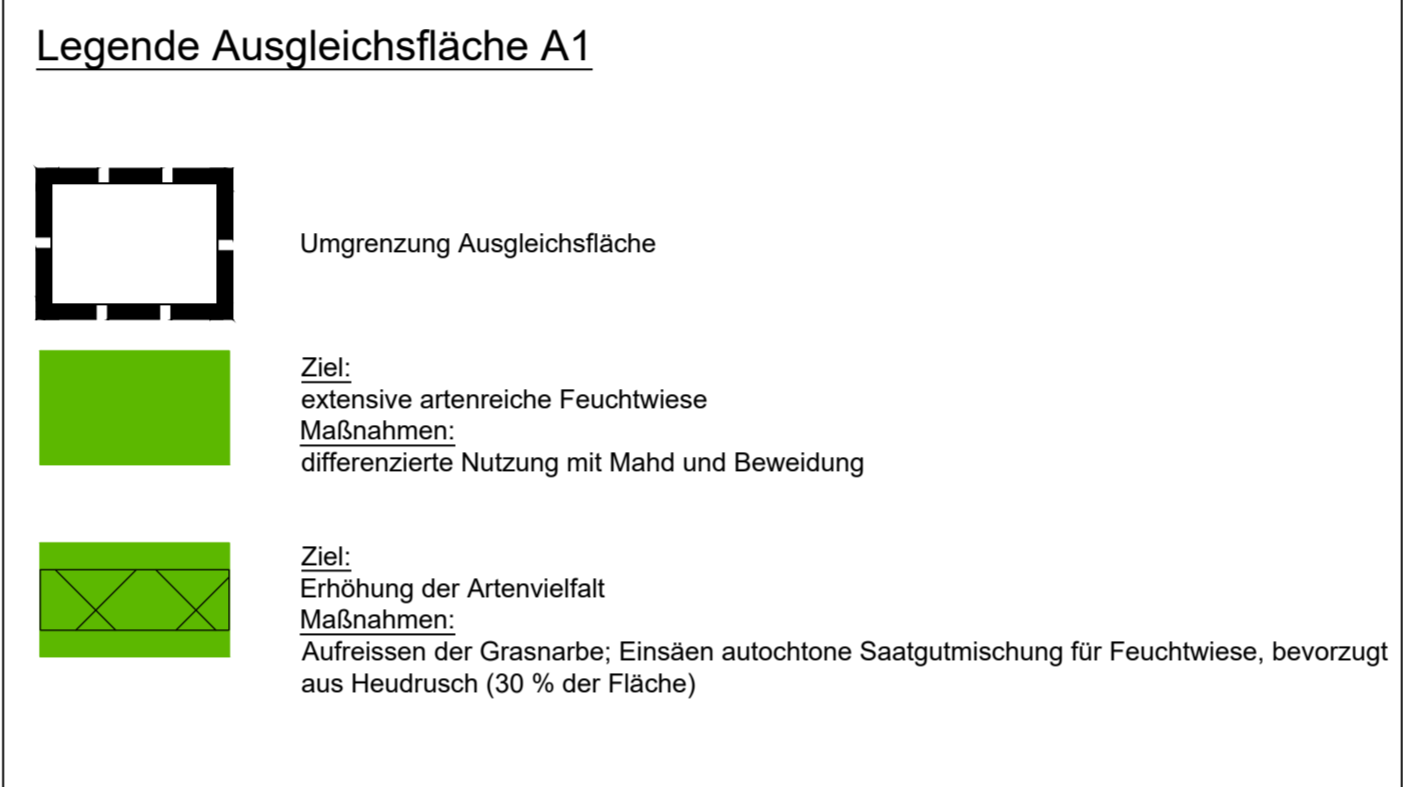 Legende Ausgleichsfläche A1
Umgrenzung Ausgleichsfläche
Ziel:
extensive artenreiche Feuchtwiese
Maßnahmen:
differenzierte Nutzung mit Mahd und Beweidung
Ziel:
Erhöhung der Artenvielfalt
Maßnahmen:
Aufreissen der Grasnarbe; Einsäen autochtone Saatgutmischung für Feuchtwiese, bevorzugt
aus Heudrusch (30 % der Fläche)